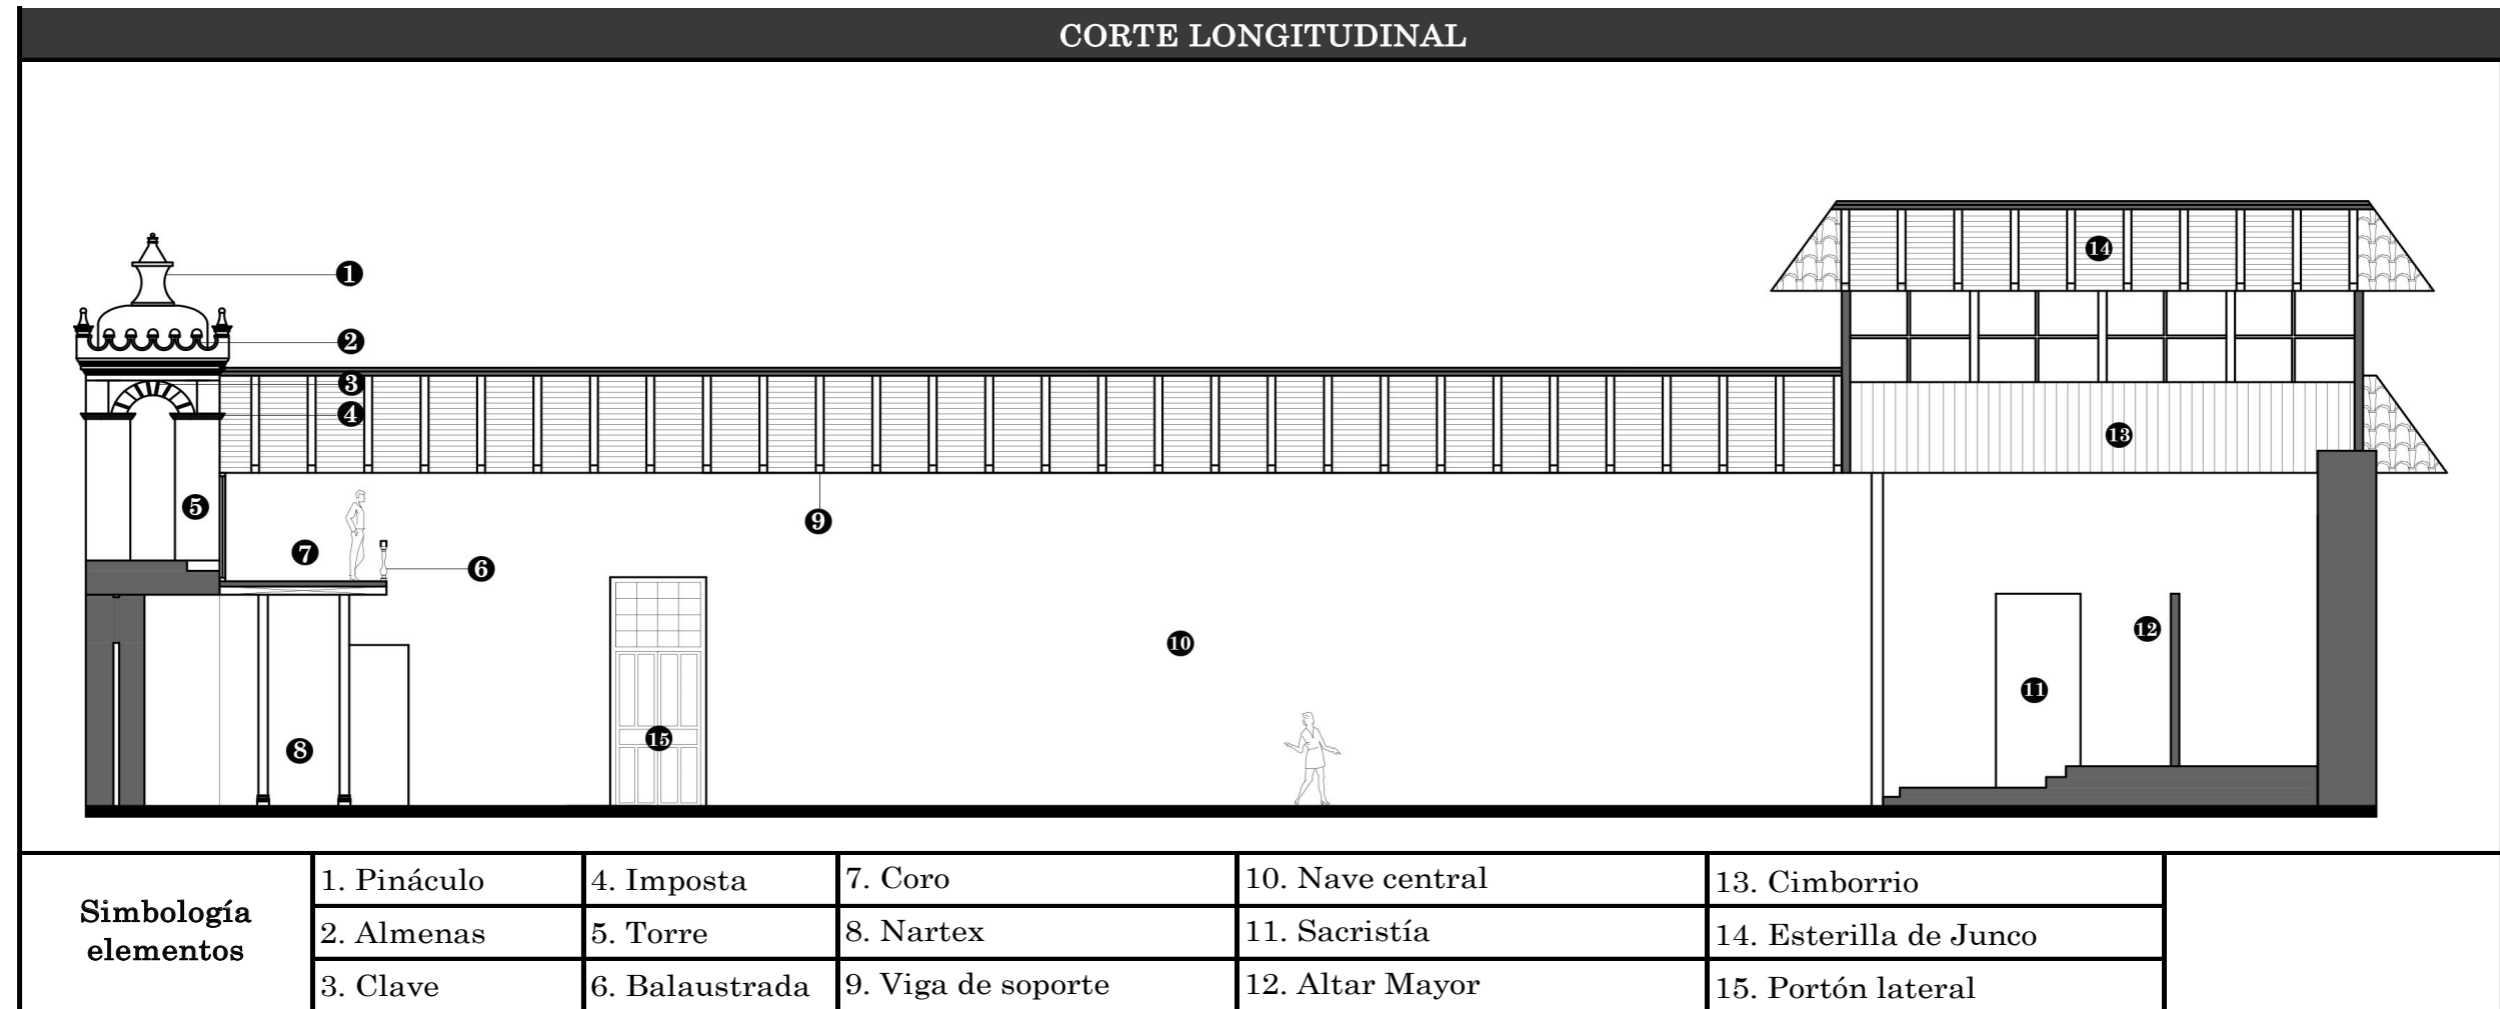 CORTE LONGITUDINAL
1
2
3
4
5
6
7
8
9
10
11
12
13
14
15
Simbología
elementos
1. Pináculo
4. Imposta
7. Coro
10. Nave central
13. Cimborrio
2. Almenas
5. Torre
8. Nartex
11. Sacristía
14. Esterilla de Junco
3. Clave
6. Balaustrada
9. Viga de soporte
12. Altar Mayor
15. Portón lateral